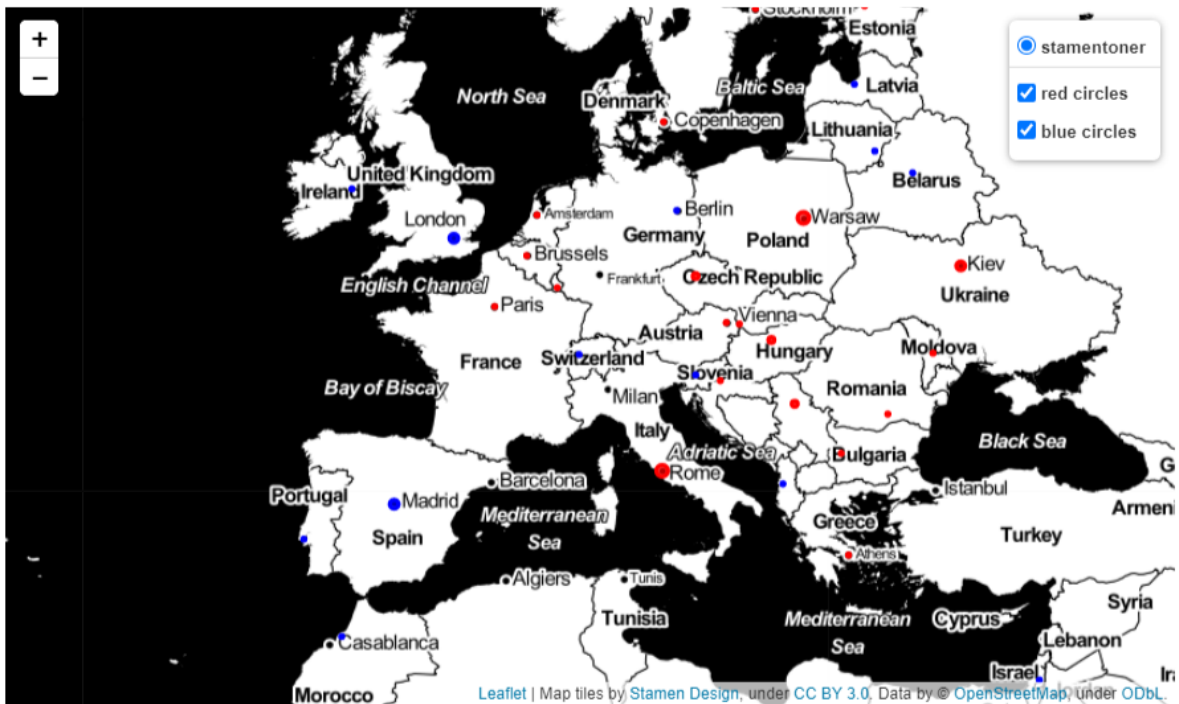 +
−
stamentoner
red circles
blue circles
Stockholm
Estonia
North Sea
Baltic Sea
Latvia
Denmark
Copenhagen
Lithuania
United Kingdom
Ireland
Belarus
London
Amsterdam
Berlin
Warsaw
Germany
Poland
Brussels
Kiev
English Channel
Frankfurt
Czech Republic
Ukraine
Paris
Vienna
Austria
France
Switzerland
Hungary
Moldova
Slovenia
Bay of Biscay
Milan
Romania
Italy
Adriatic Sea
Black Sea
Bulgaria
Rome
G
Barcelona
Istanbul
Portugal
Madrid
Mediterranean
Sea
Armen
Spain
Greece
Turkey
Athens
Algiers
Tunis
Syria
Tunisia
Mediterranean
Sea
Cyprus
Casablanca
Lebanon
Israel
Ira
Morocco
Leaflet | Map tiles by Stamen Design, under CC BY 3.0. Data by © OpenStreetMap, under ODbL.